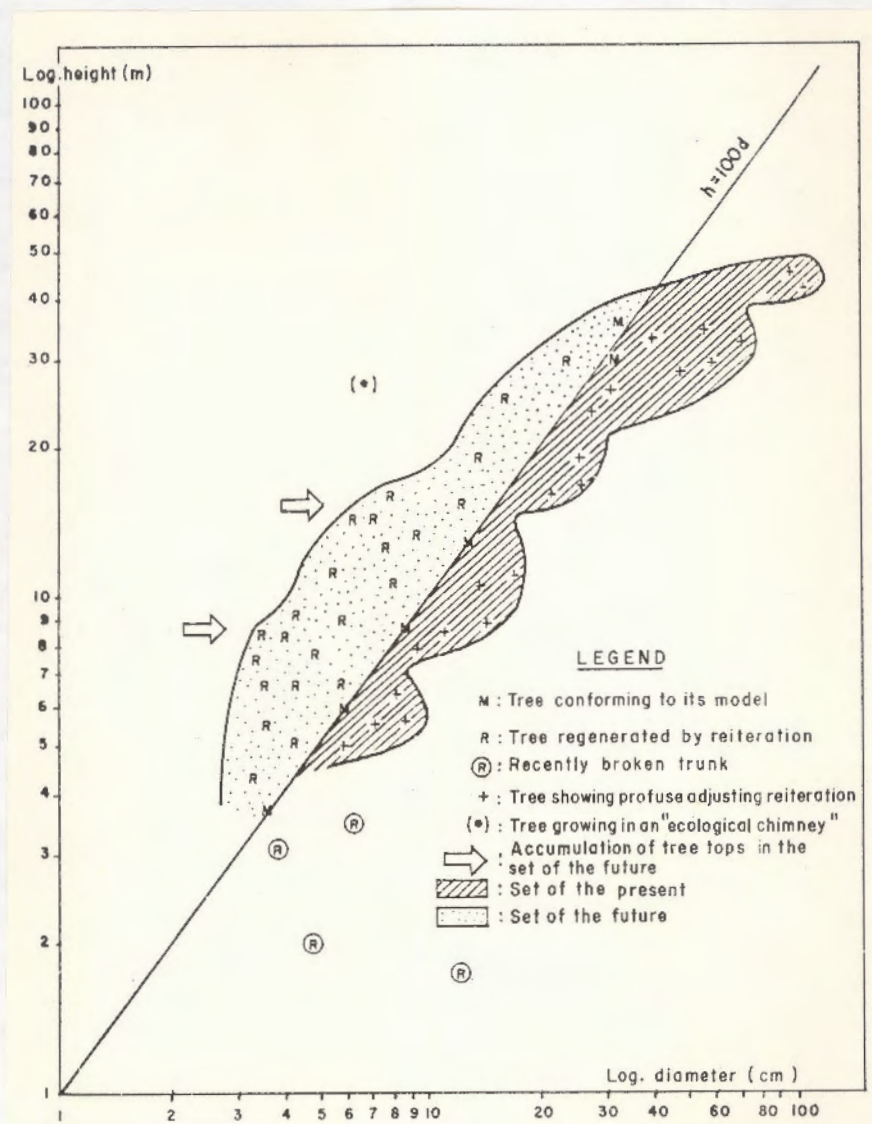 Log. height (m)
100
90
80
70
60
50
40
30
20
10
9
8
7
6
5
4
3
2
1
h=100d
M
R M
(•)
R
R
R
R R R
R M
R
R
R
R
R R M
R R
R R
R R R M
R
R
R
M
R
R
R
R
LEGEND
M : Tree conforming to its model
R : Tree regenerated by reiteration
R : Recently broken trunk
+ : Tree showing profuse adjusting reiteration
(•) : Tree growing in an "ecological chimney"
: Accumulation of tree tops in the
set of the future
: Set of the present
: Set of the future
Log. diameter (cm)
1 2 3 4 5 6 7 8 9 10 20 30 40 60 80 100